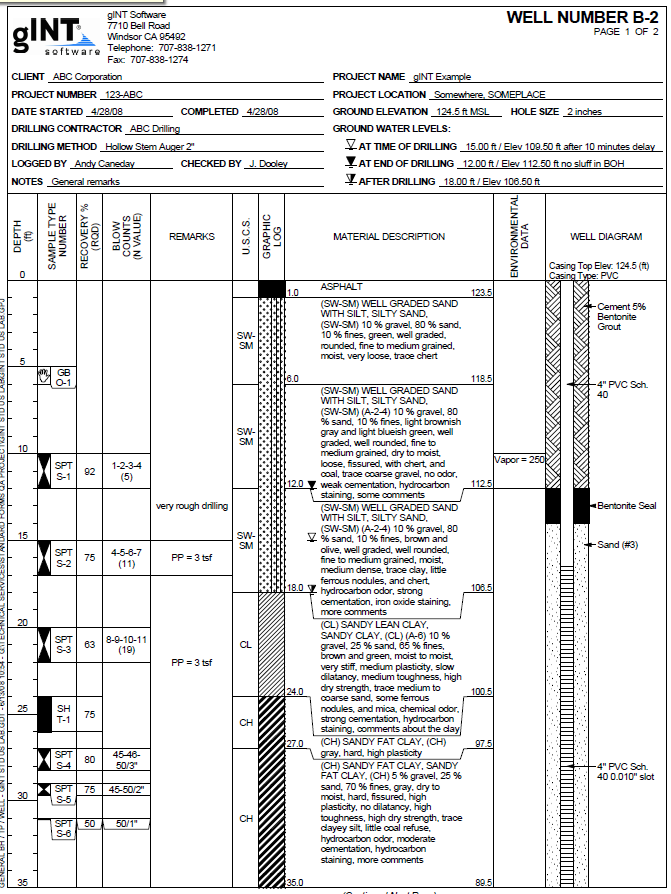 gINT
software
gINT Software
7710 Bell Road
Windsor CA 95492
Telephone: 707-838-1271
Fax: 707-838-1274
WELL NUMBER B-2
PAGE 1 OF 2
CLIENT ABC Corporation
PROJECT NAME gINT Example
PROJECT NUMBER 123-ABC
PROJECT LOCATION Somewhere, SOMEPLACE
DATE STARTED 4/28/08 COMPLETED 4/28/08
GROUND ELEVATION 124.5 ft MSL HOLE SIZE 2 inches
DRILLING CONTRACTOR ABC Drilling
GROUND WATER LEVELS:
DRILLING METHOD Hollow Stem Auger 2"
AT TIME OF DRILLING 15.00 ft / Elev 109.50 ft after 10 minutes delay
LOGGED BY Andy Caneday CHECKED BY J. Dooley
AT END OF DRILLING 12.00 ft / Elev 112.50 ft no sluff in BOH
NOTES General remarks
AFTER DRILLING 18.00 ft / Elev 106.50 ft
DEPTH
(ft)
SAMPLE TYPE
NUMBER
RECOVERY %
(RQD)
BLOW
COUNTS
(N VALUE)
REMARKS
U.S.C.S.
GRAPHIC
LOG
MATERIAL DESCRIPTION
ENVIRONMENTAL
DATA
WELL DIAGRAM
Casing Top Elev: 124.5 (ft)
Casing Type: PVC
0
5
10
15
20
25
30
35
GB
O-1
SPT
S-1
92
1-2-3-4
(5)
very rough drilling
SPT
S-2
75
4-5-6-7
(11)
PP = 3 tsf
SPT
S-3
63
8-9-10-11
(19)
PP = 3 tsf
SH
T-1
75
SPT
S-4
80
45-46-
50/3"
SPT
S-5
75
45-50/2"
SPT
S-6
50
50/1"
SW-
SM
SW-
SM
SW-
SM
CL
CH
CH
ASPHALT
1.0 123.5
(SW-SM) WELL GRADED SAND
WITH SILT, SILTY SAND,
(SW-SM) 10 % gravel, 80 % sand,
10 % fines, green, well graded,
rounded, fine to medium grained,
moist, very loose, trace chert
6.0 118.5
(SW-SM) WELL GRADED SAND
WITH SILT, SILTY SAND,
(SW-SM) (A-2-4) 10 % gravel, 80
% sand, 10 % fines, light brownish
gray and light blueish green, well
graded, well rounded, fine to
medium grained, dry to moist,
loose, fissured, with chert, and
coal, trace coarse gravel, no odor,
weak cementation, hydrocarbon
staining, some comments
12.0 112.5
(SW-SM) WELL GRADED SAND
WITH SILT, SILTY SAND,
(SW-SM) (A-2-4) 10 % gravel, 80
% sand, 10 % fines, brown and
olive, well graded, well rounded,
fine to medium grained, moist,
medium dense, trace clay, little
ferrous nodules, and chert,
hydrocarbon odor, strong
cementation, iron oxide staining,
more comments
18.0 106.5
(CL) SANDY LEAN CLAY,
SANDY CLAY, (CL) (A-6) 10 %
gravel, 25 % sand, 65 % fines,
brown and green, moist to moist,
very stiff, medium plasticity, slow
dilatancy, medium toughness, high
dry strength, trace medium to
coarse sand, some ferrous
nodules, and mica, chemical odor,
strong cementation, hydrocarbon
staining, comments about the clay
24.0 100.5
27.0 97.5
(CH) SANDY FAT CLAY, (CH)
gray, hard, high plasticity
(CH) SANDY FAT CLAY, SANDY
FAT CLAY, (CH) 5 % gravel, 25 %
sand, 70 % fines, gray, dry to
moist, hard, fissured, high
plasticity, no dilatancy, high
toughness, high dry strength, trace
clayey silt, little coal refuse,
hydrocarbon odor, moderate
cementation, hydrocarbon
staining, more comments
35.0 89.5
Vapor = 250
Cement 5%
Bentonite
Grout
4" PVC Sch.
40
Bentonite Seal
Sand (#3)
4" PVC Sch.
40 0.010" slot